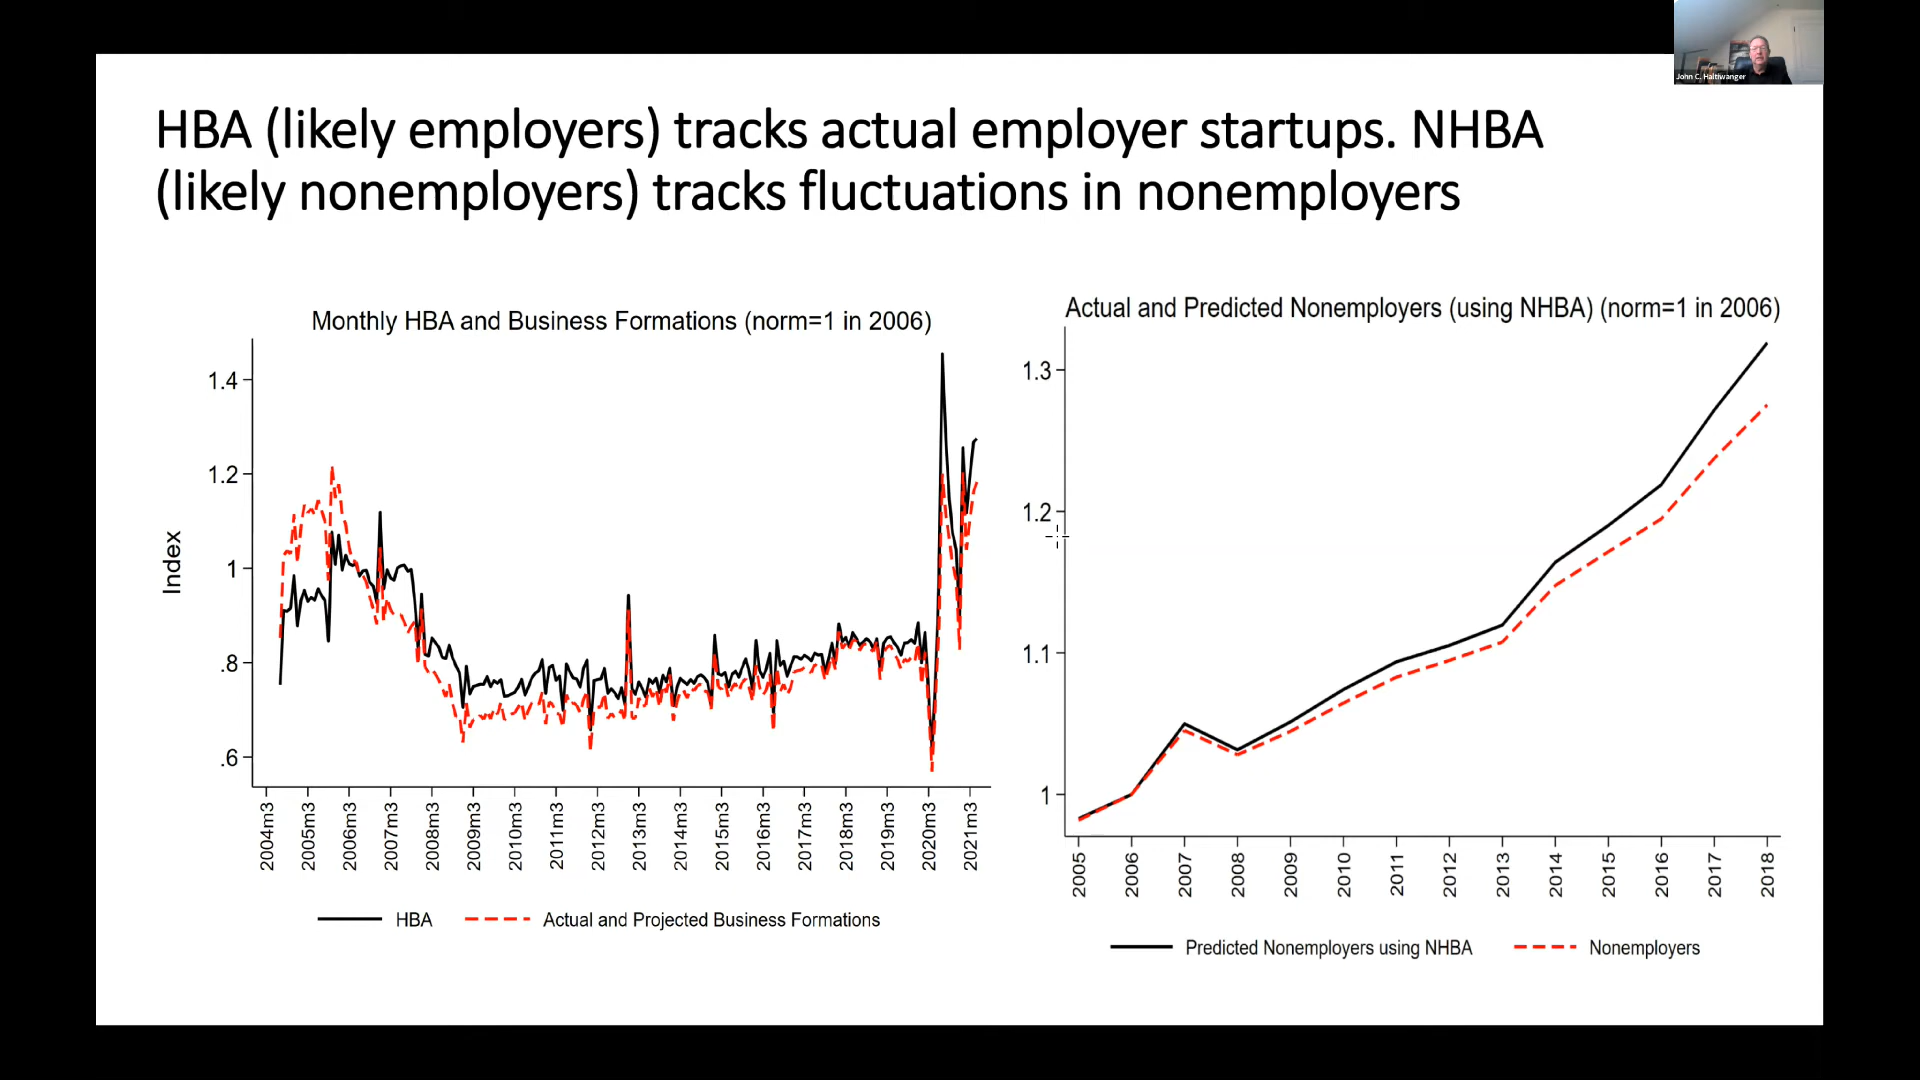 John C. Haltiwanger
HBA (likely employers) tracks actual employer startups. NHBA
(likely nonemployers) tracks fluctuations in nonemployers
Monthly HBA and Business Formations (norm=1 in 2006)
Index
1.4
1.2
1
.8
.6
2004m3
2005m3
2006m3
2007m3
2008m3
2009m3
2010m3
2011m3
2012m3
2013m3
2014m3
2015m3
2016m3
2017m3
2018m3
2019m3
2020m3
2021m3
HBA
Actual and Projected Business Formations
Actual and Predicted Nonemployers (using NHBA) (norm=1 in 2006)
1.3
1.2
1.1
1
2005
2006
2007
2008
2009
2010
2011
2012
2013
2014
2015
2016
2017
2018
Predicted Nonemployers using NHBA
Nonemployers